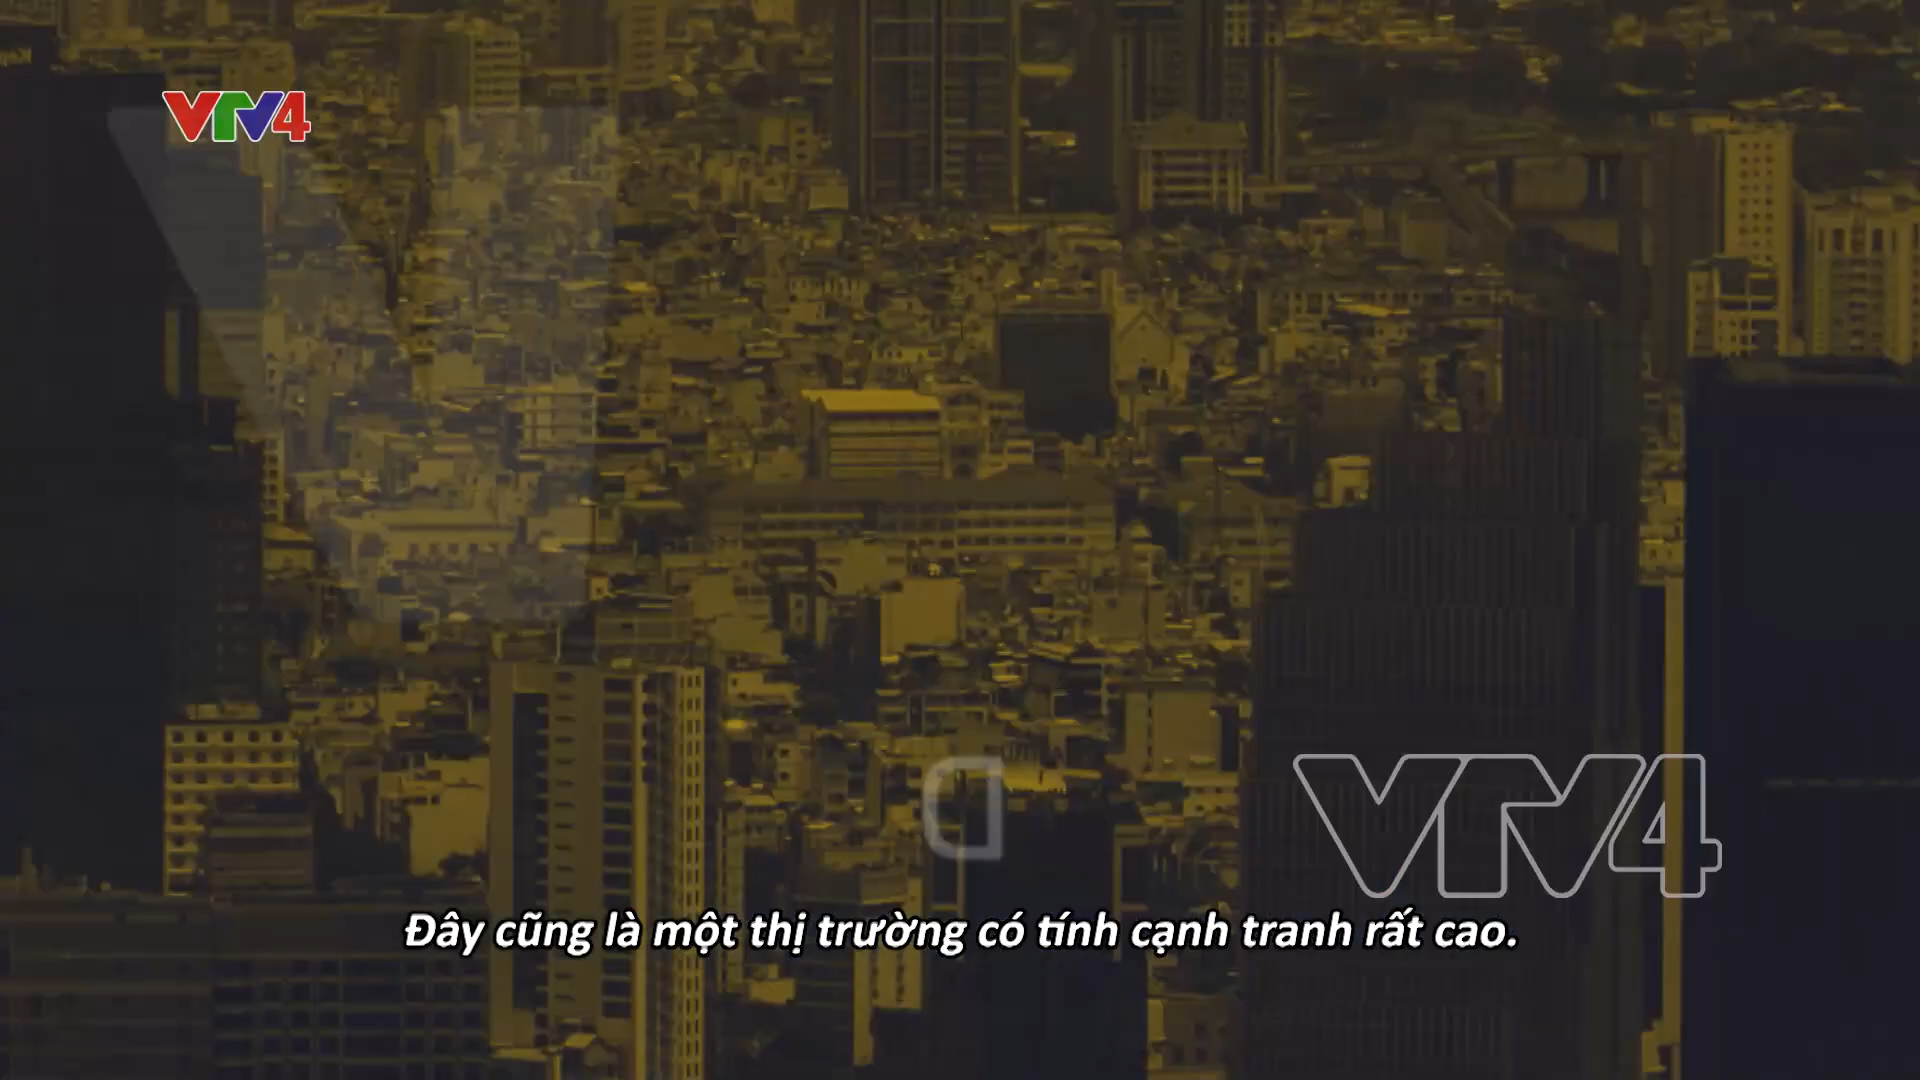 VTV4
VTV4
Đây cũng là một thị trường có tính cạnh tranh rất cao.